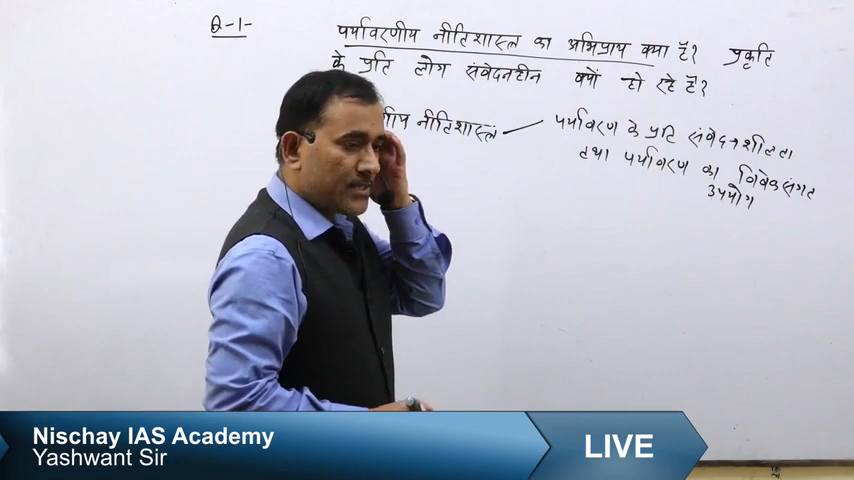 Q-1-
पर्यावरणीय नीतिशास्त्र का अभिप्राय क्या है? प्रकृति
के प्रति लोग संवेदनहीन क्यों हो रहे हैं?
नीतिशास्त्र
पर्यावरण के प्रति संवेदनशीलता
तथा पर्यावरण का विवेकसंगत
उपयोग
Nischay IAS Academy
Yashwant Sir
LIVE